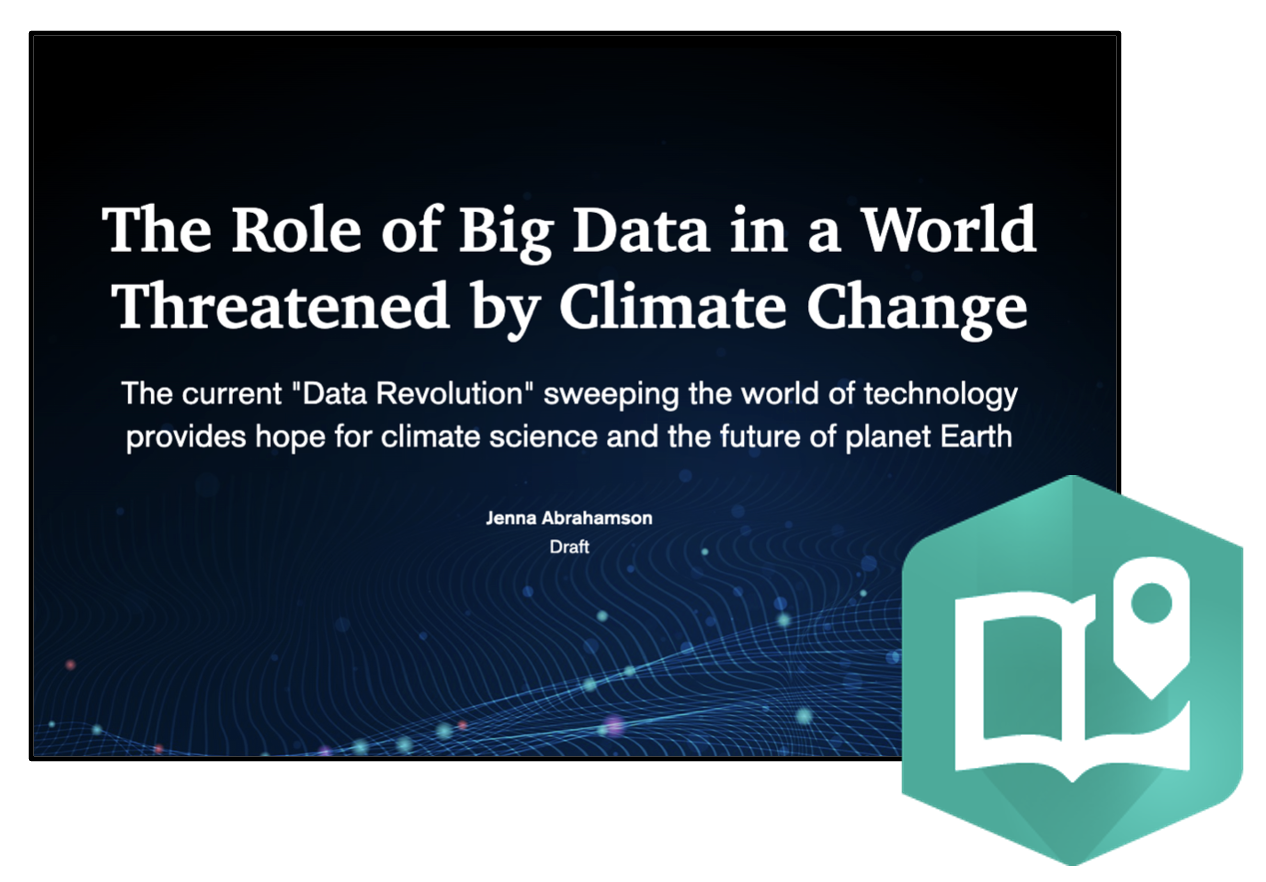 The Role of Big Data in a World
Threatened by Climate Change
The current "Data Revolution" sweeping the world of technology
provides hope for climate science and the future of planet Earth
Jenna Abrahamson
Draft